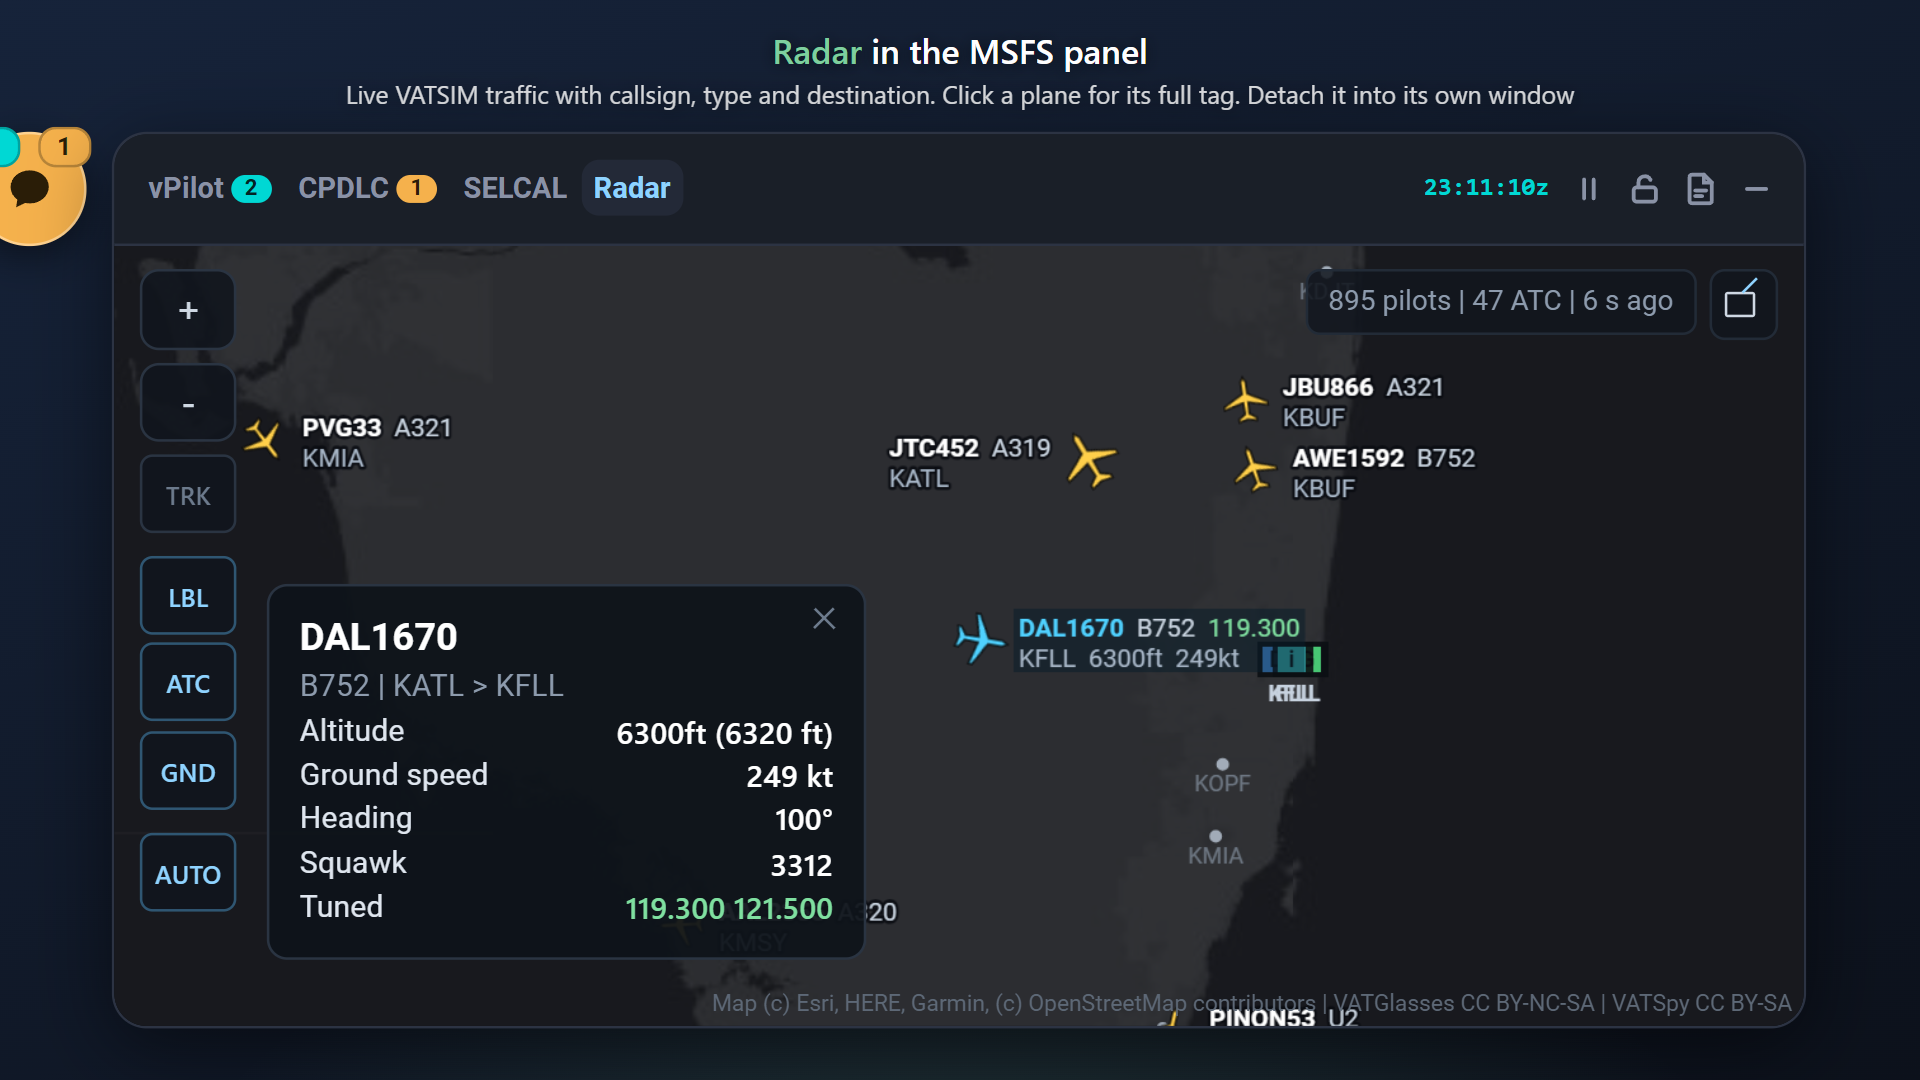 Radar in the MSFS panel
Live VATSIM traffic with callsign, type and destination. Click a plane for its full tag. Detach it into its own window
1
vPilot 2 CPDLC 1 SELCAL Radar
23:11:10z
+
-
TRK
LBL
ATC
GND
AUTO
895 pilots | 47 ATC | 6 s ago
JBU866 A321
KBUF
PVG33 A321
KMIA
JTC452 A319
KATL
AWE1592 B752
KBUF
DAL1670 B752 119.300
KFLL 6300ft 249kt
i
KOPF
KMIA
DAL1670
B752 | KATL > KFLL
Altitude 6300ft (6320 ft)
Ground speed 249 kt
Heading 100°
Squawk 3312
Tuned 119.300 121.500
A320
KMSY
Map (c) Esri, HERE, Garmin, (c) OpenStreetMap contributors | VATGlasses CC BY-NC-SA | VATSpy CC BY-SA
PINON53 U2